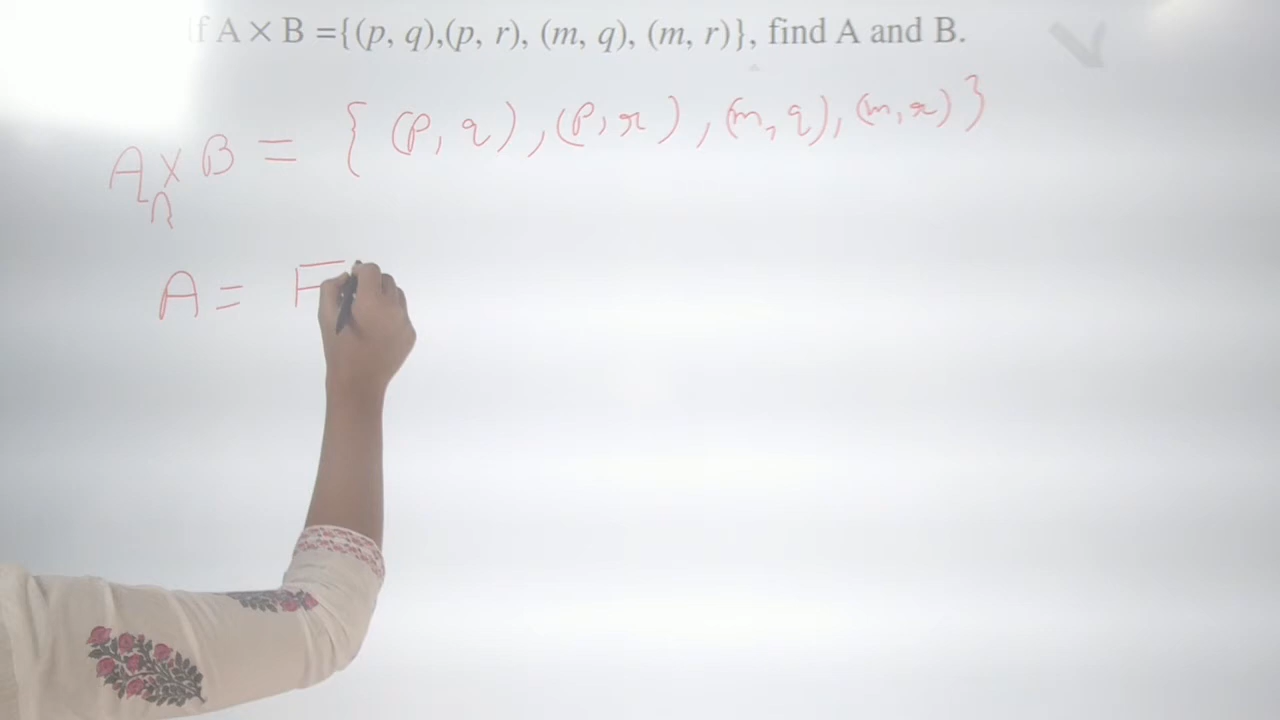 If A × B ={(p, q),(p, r), (m, q), (m, r)}, find A and B.
A × B = { (p, q), (p, r), (m, q), (m, r) }
A = F